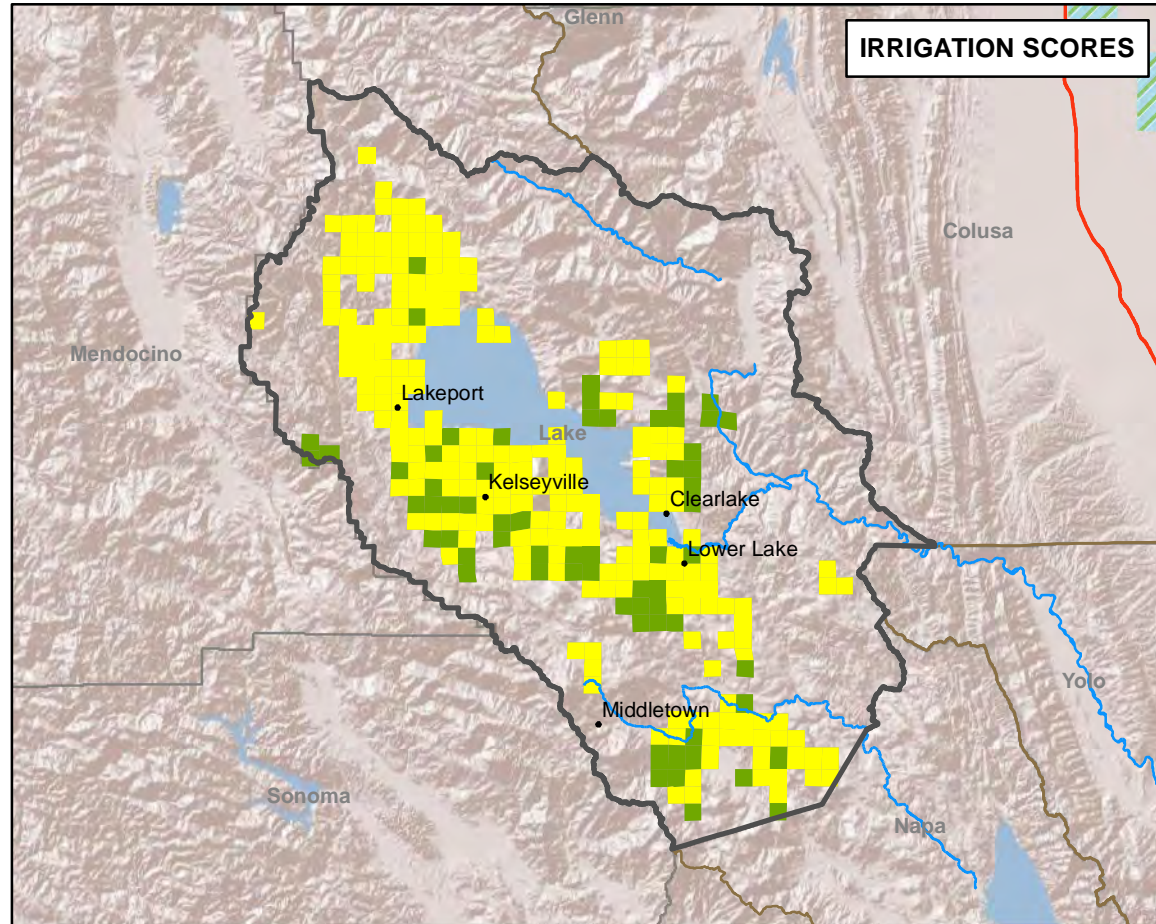 Glenn
IRRIGATION SCORES
Colusa
Mendocino
Lakeport
Lake
Kelseyville
Clearlake
Lower Lake
Yolo
Middletown
Sonoma
Napa